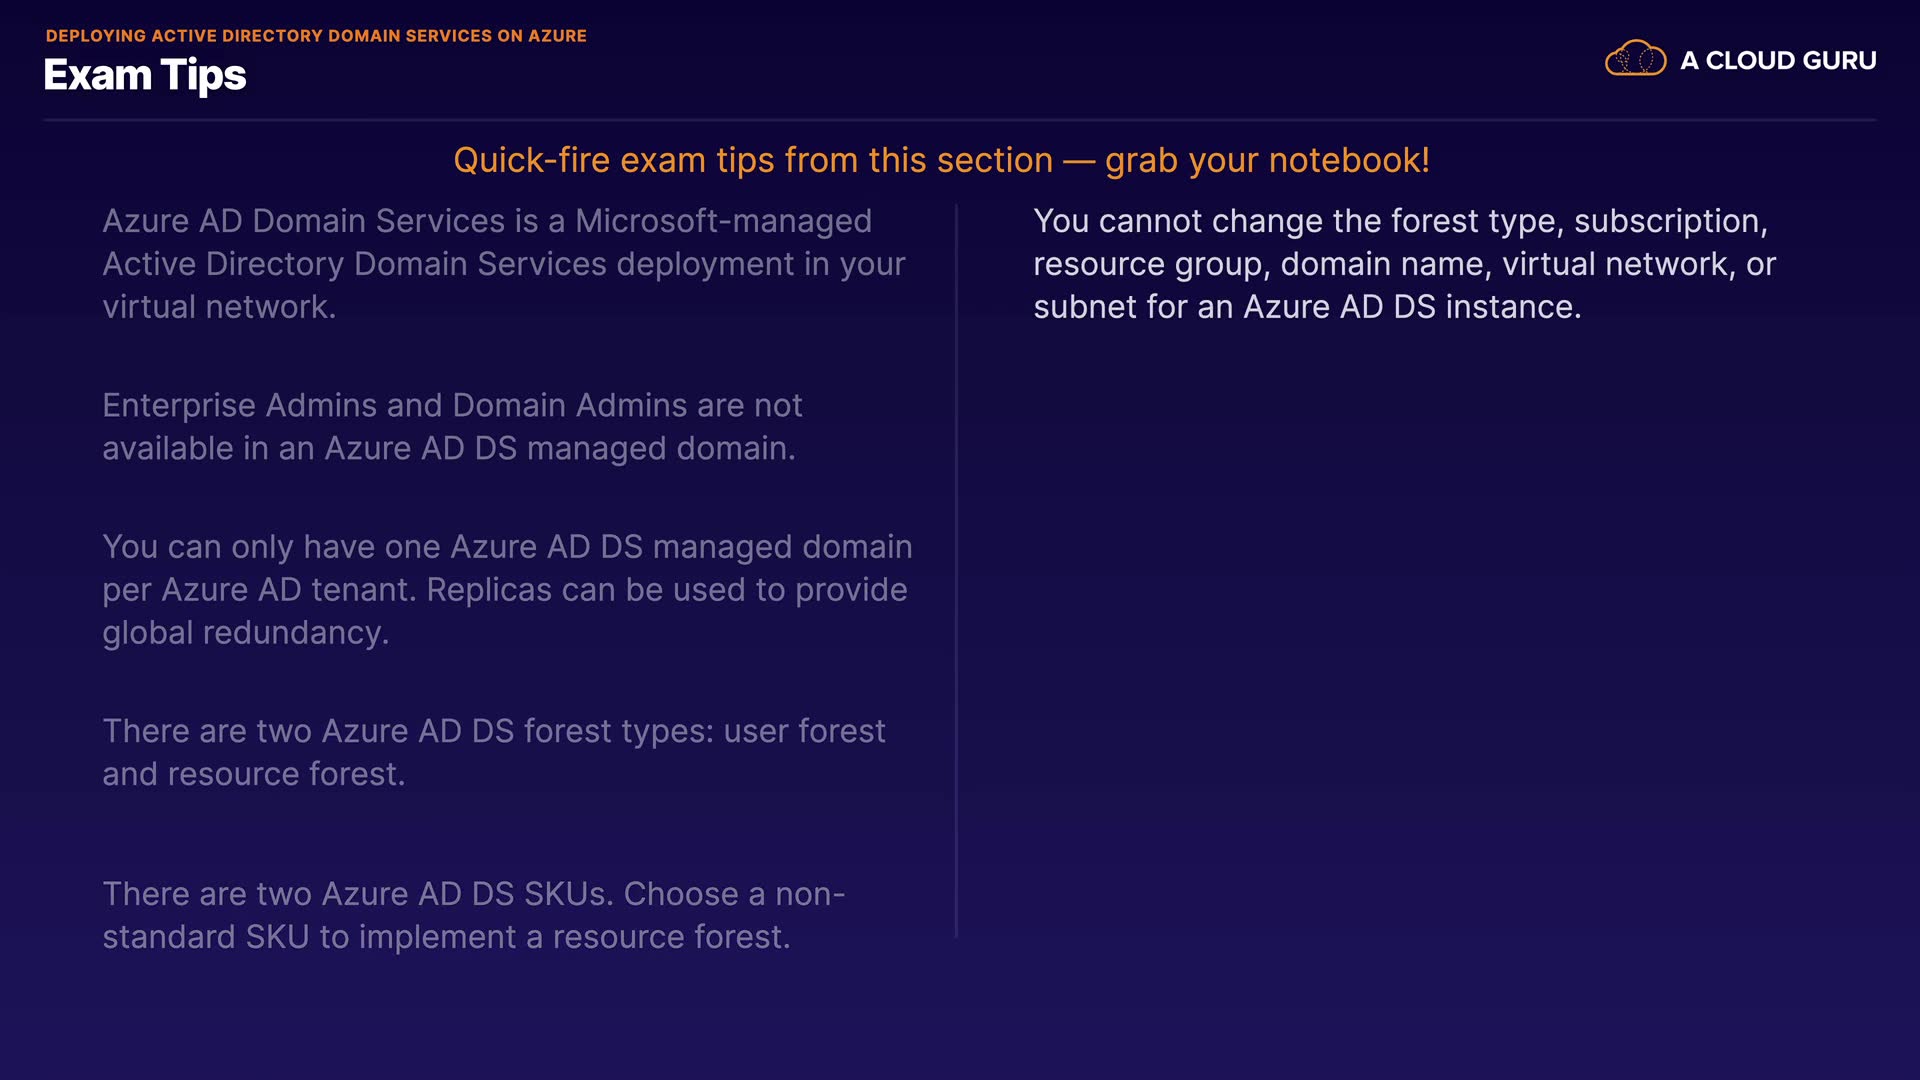 DEPLOYING ACTIVE DIRECTORY DOMAIN SERVICES ON AZURE
Exam Tips
A CLOUD GURU
Quick-fire exam tips from this section — grab your notebook!
Azure AD Domain Services is a Microsoft-managed
Active Directory Domain Services deployment in your
virtual network.
Enterprise Admins and Domain Admins are not
available in an Azure AD DS managed domain.
You can only have one Azure AD DS managed domain
per Azure AD tenant. Replicas can be used to provide
global redundancy.
There are two Azure AD DS forest types: user forest
and resource forest.
There are two Azure AD DS SKUs. Choose a non-
standard SKU to implement a resource forest.
You cannot change the forest type, subscription,
resource group, domain name, virtual network, or
subnet for an Azure AD DS instance.